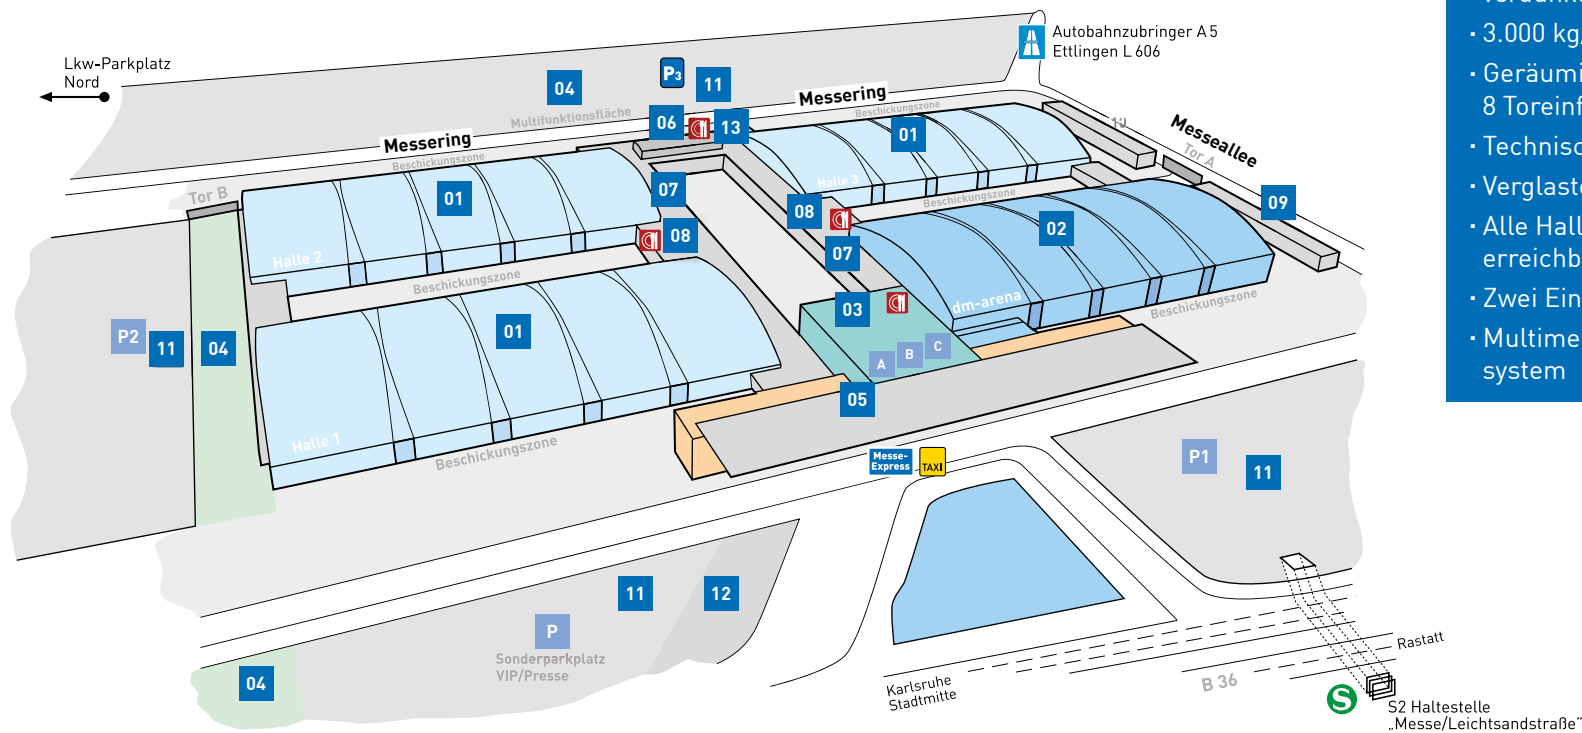 Autobahnzubringer A 5
Ettlingen L 606
Lkw-Parkplatz
Nord
P3
04
11
Multifunktionsfläche
Messering
Beschickungszone
06
13
01
10
Messeallee
Tor A
Messering
Beschickungszone
Tor B
01
07
Halle 3
08
Beschickungszone
09
02
08
07
Halle 2
Beschickungszone
03
dm-arena
Beschickungszone
P2
11
04
01
A
B
C
05
Halle 1
Beschickungszone
Messe-
Express
TAXI
P1
11
11
12
P
Sonderparkplatz
VIP/Presse
04
Karlsruhe
Stadtmitte
B 36
Rastatt
S
S2 Haltestelle
„Messe/Leichtsandstraße"
· 3.000 kg
· Geräumi
8 Toreinf
· Technisc
· Verglast
· Alle Hall
erreichb
· Zwei Ein
· Multime
system